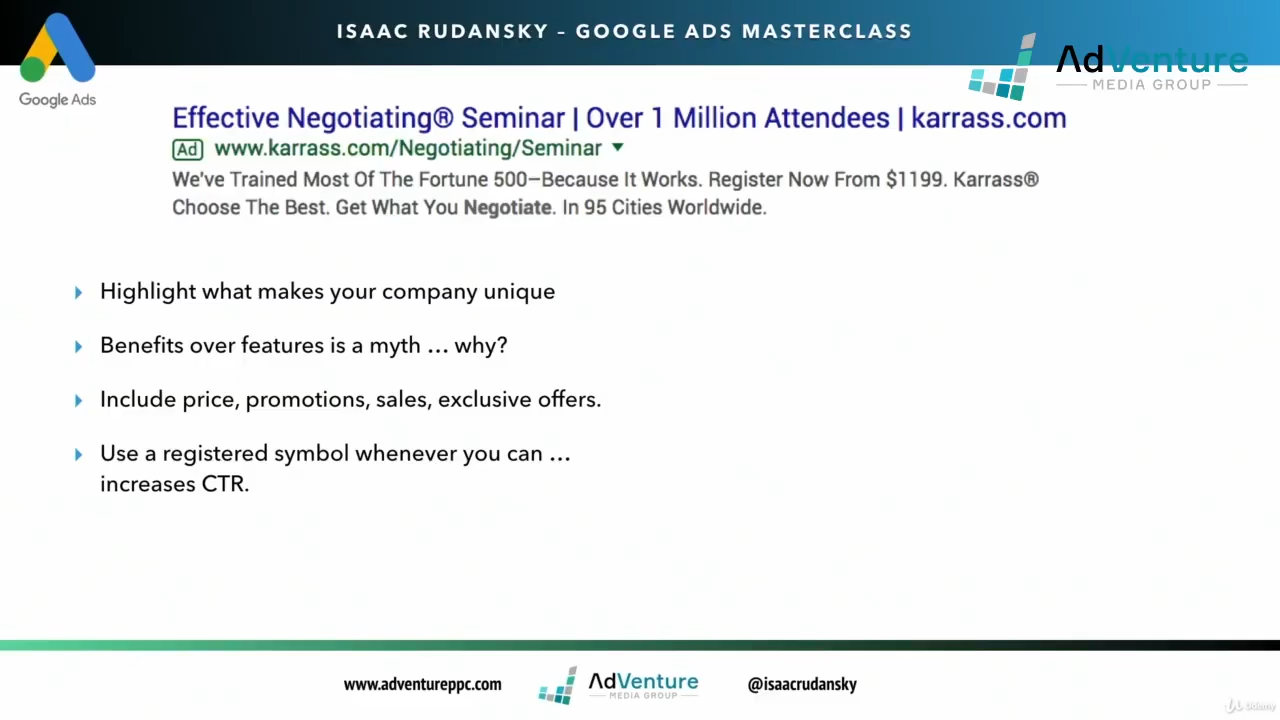 ISAAC RUDANSKY – GOOGLE ADS MASTERCLASS
AdVenture
MEDIA GROUP
Google Ads
Effective Negotiating® Seminar | Over 1 Million Attendees | karrass.com
Ad www.karrass.com/Negotiating/Seminar
We've Trained Most Of The Fortune 500–Because It Works. Register Now From $1199. Karrass®
Choose The Best. Get What You Negotiate. In 95 Cities Worldwide.
Highlight what makes your company unique
Benefits over features is a myth … why?
Include price, promotions, sales, exclusive offers.
Use a registered symbol whenever you can …
increases CTR.
www.adventureppc.com
AdVenture
MEDIA GROUP
@isaacrudansky
Udemy